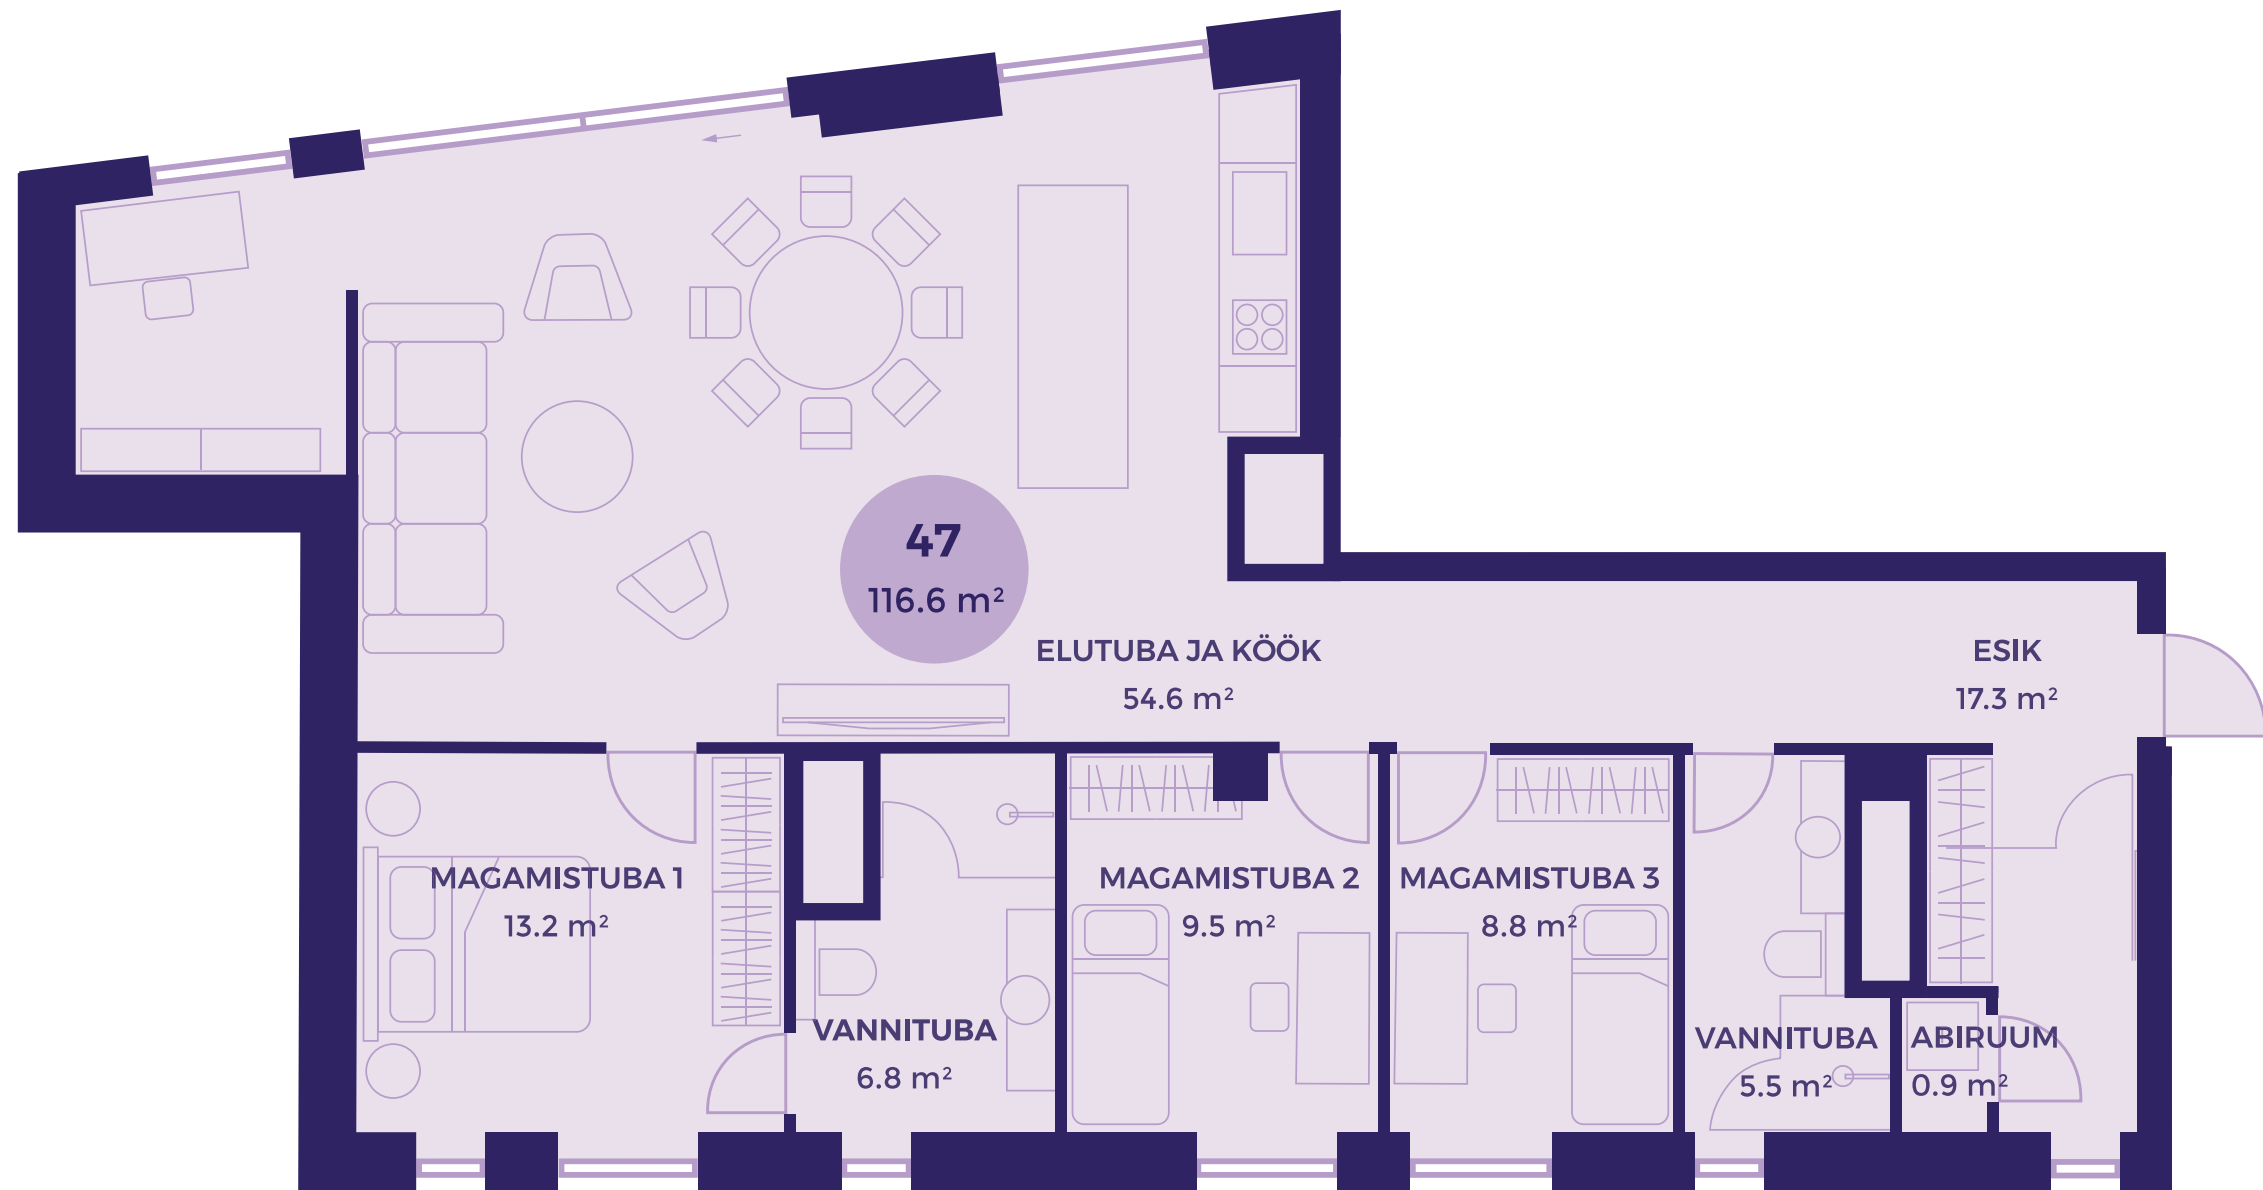 47
116.6 m²
ELUTUBA JA KÖÖK
54.6 m²
ESIK
17.3 m²
MAGAMISTUBA 1
13.2 m²
VANNITUBA
6.8 m²
MAGAMISTUBA 2
9.5 m²
MAGAMISTUBA 3
8.8 m²
VANNITUBA
5.5 m²
ABIRUUM
0.9 m²